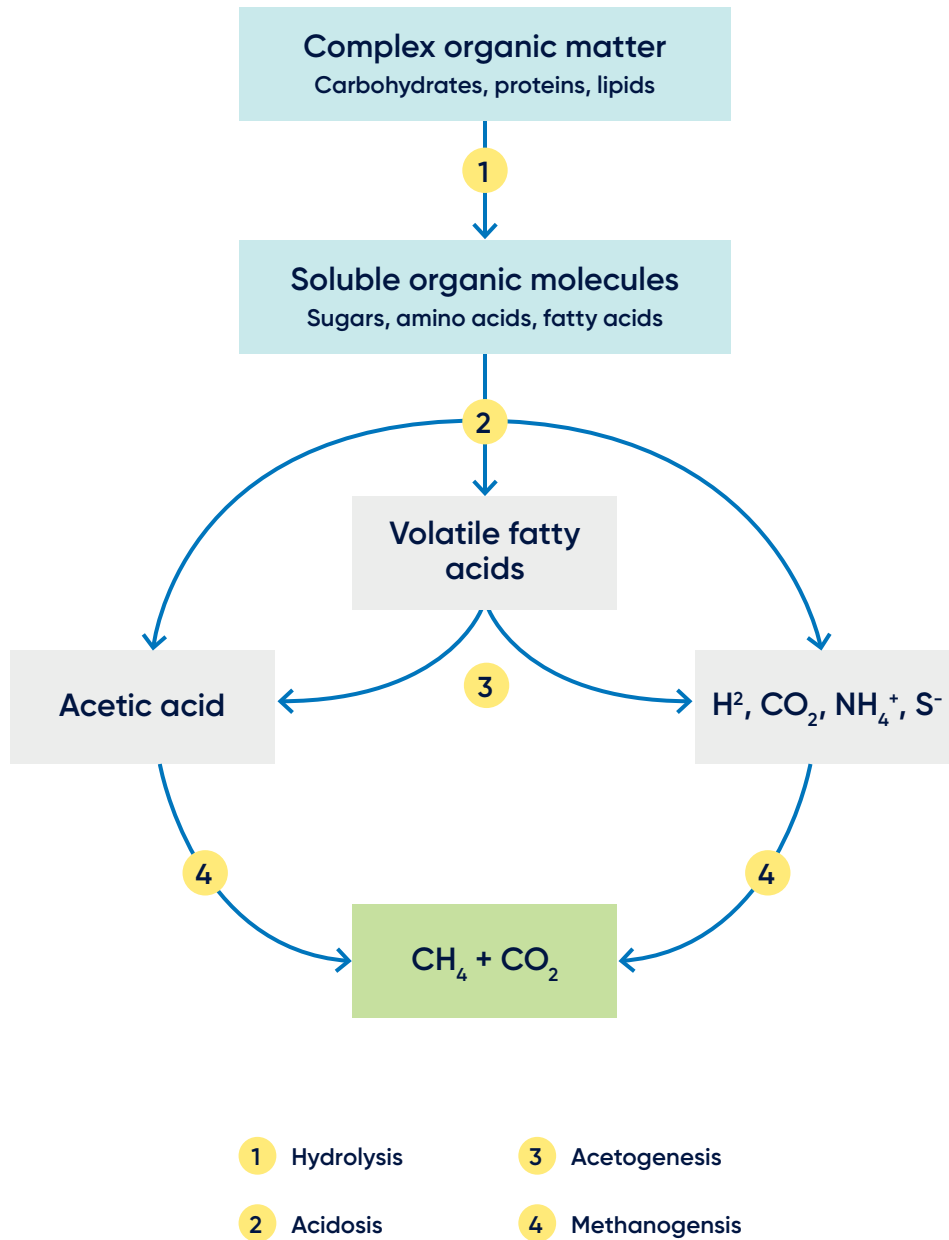 Complex organic matter
Carbohydrates, proteins, lipids
1
Soluble organic molecules
Sugars, amino acids, fatty acids
2
Volatile fatty
acids
Acetic acid
3
H², CO₂, NH₄⁺, S⁻
4
4
CH₄ + CO₂
1 Hydrolysis
3 Acetogenesis
2 Acidosis
4 Methanogensis